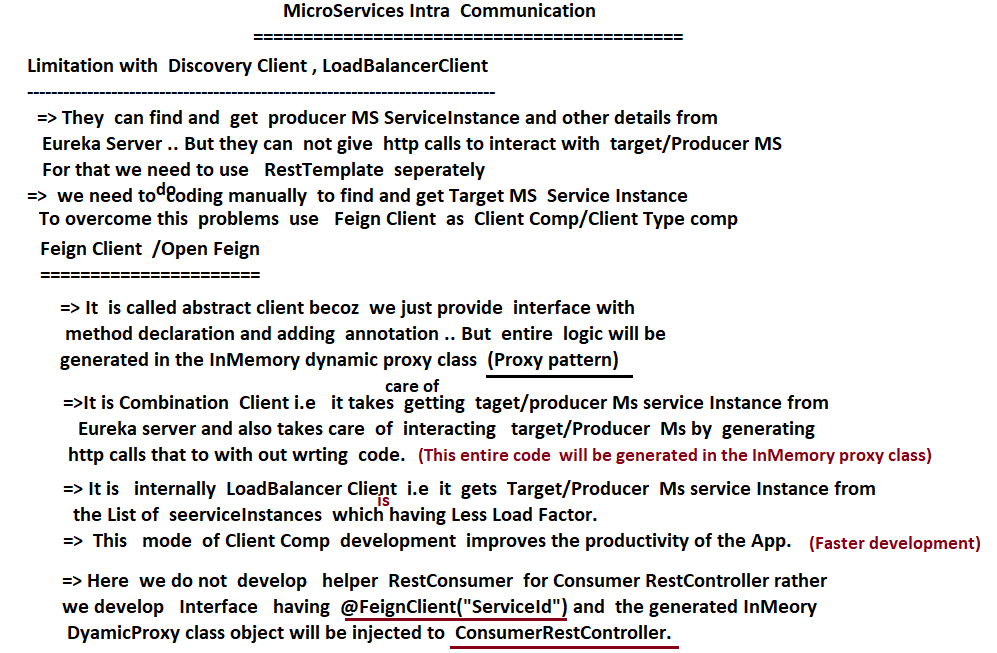 MicroServices Intra Communication
===========================================
Limitation with Discovery Client , LoadBalancerClient
------------------------------------------------------------------------------
=> They can find and get producer MS ServiceInstance and other details from
Eureka Server .. But they can not give http calls to interact with target/Producer MS
For that we need to use RestTemplate seperately
=> we need to do coding manually to find and get Target MS Service Instance
To overcome this problems use Feign Client as Client Comp/Client Type comp
Feign Client /Open Feign
======================
=> It is called abstract client becoz we just provide interface with
method declaration and adding annotation .. But entire logic will be
generated in the InMemory dynamic proxy class (Proxy pattern)
=>It is Combination Client i.e it takes care of getting taget/producer Ms service Instance from
Eureka server and also takes care of interacting target/Producer Ms by generating
http calls that to with out wrting code. (This entire code will be generated in the InMemory proxy class)
=> It is internally LoadBalancer Client i.e it gets Target/Producer Ms service Instance from
the List of seerviceInstances which is having Less Load Factor.
=> This mode of Client Comp development improves the productivity of the App. (Faster development)
=> Here we do not develop helper RestConsumer for Consumer RestController rather
we develop Interface having @FeignClient("ServiceId") and the generated InMeory
DyamicProxy class object will be injected to ConsumerRestController.